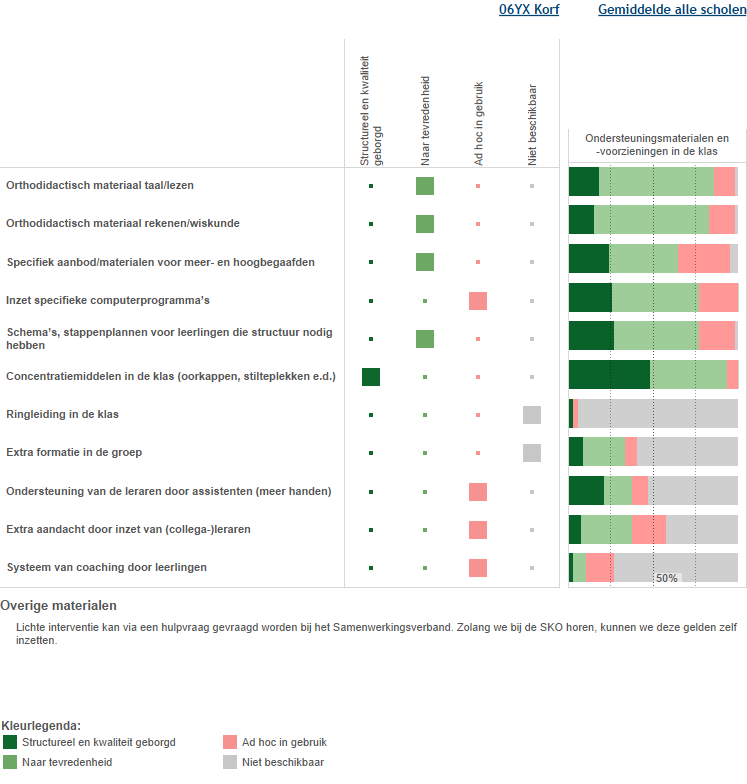 06YX Korf
Gemiddelde alle scholen
Structureel en kwaliteit
geborgd
Naar tevredenheid
Ad hoc in gebruik
Niet beschikbaar
Ondersteuningsmaterialen en
-voorzieningen in de klas
Orthodidactisch materiaal taal/lezen
Orthodidactisch materiaal rekenen/wiskunde
Specifiek aanbod/materialen voor meer- en hoogbegaafden
Inzet specifieke computerprogramma's
Schema's, stappenplannen voor leerlingen die structuur nodig
hebben
Concentratiemiddelen in de klas (oorkappen, stilteplekken e.d.)
Ringleiding in de klas
Extra formatie in de groep
Ondersteuning van de leraren door assistenten (meer handen)
Extra aandacht door inzet van (collega-)leraren
Systeem van coaching door leerlingen
50%
Overige materialen
Lichte interventie kan via een hulpvraag gevraagd worden bij het Samenwerkingsverband. Zolang we bij de SKO horen, kunnen we deze gelden zelf
inzetten.
Kleurlegenda:
Structureel en kwaliteit geborgd
Ad hoc in gebruik
Naar tevredenheid
Niet beschikbaar